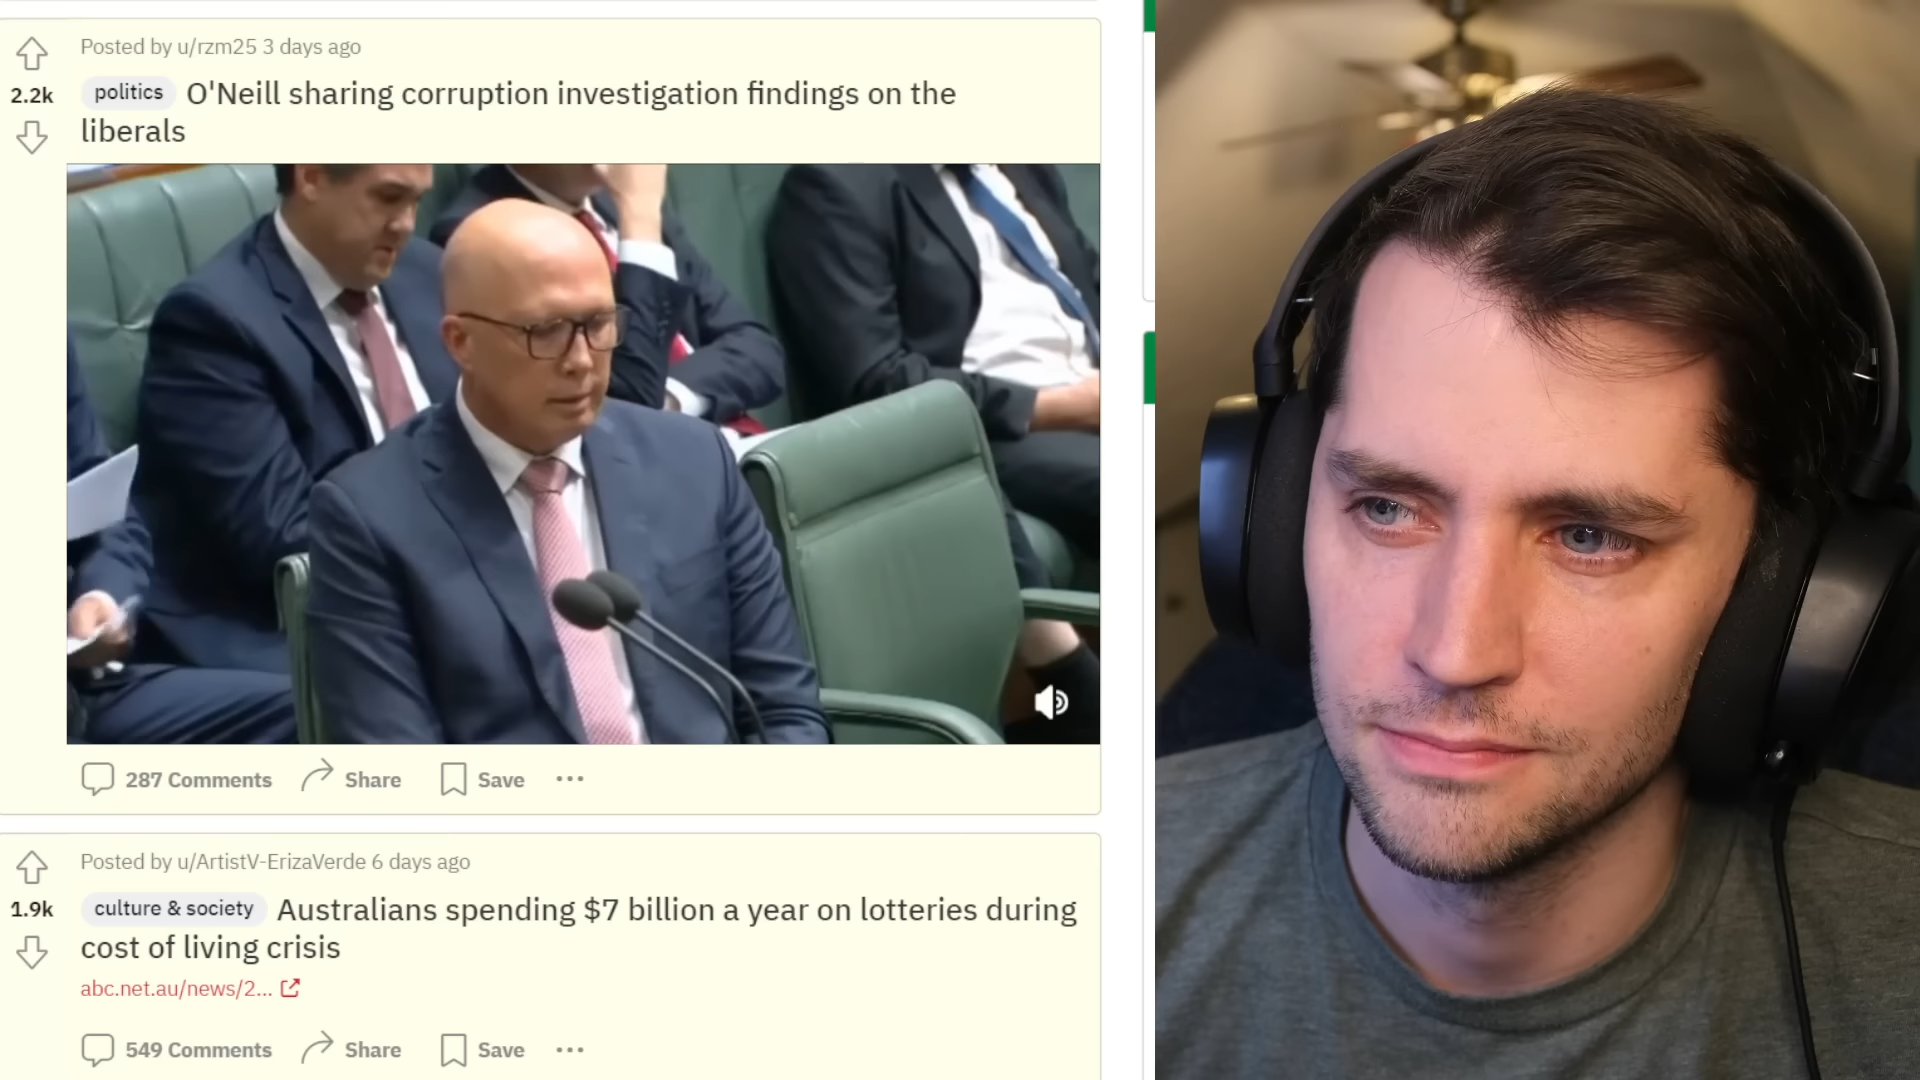 Posted by u/rzm25 3 days ago
2.2k
politics O'Neill sharing corruption investigation findings on the
liberals
287 Comments Share Save
Posted by u/ArtistV-ErizaVerde 6 days ago
1.9k
culture & society Australians spending $7 billion a year on lotteries during
cost of living crisis
abc.net.au/news/2...
549 Comments Share Save